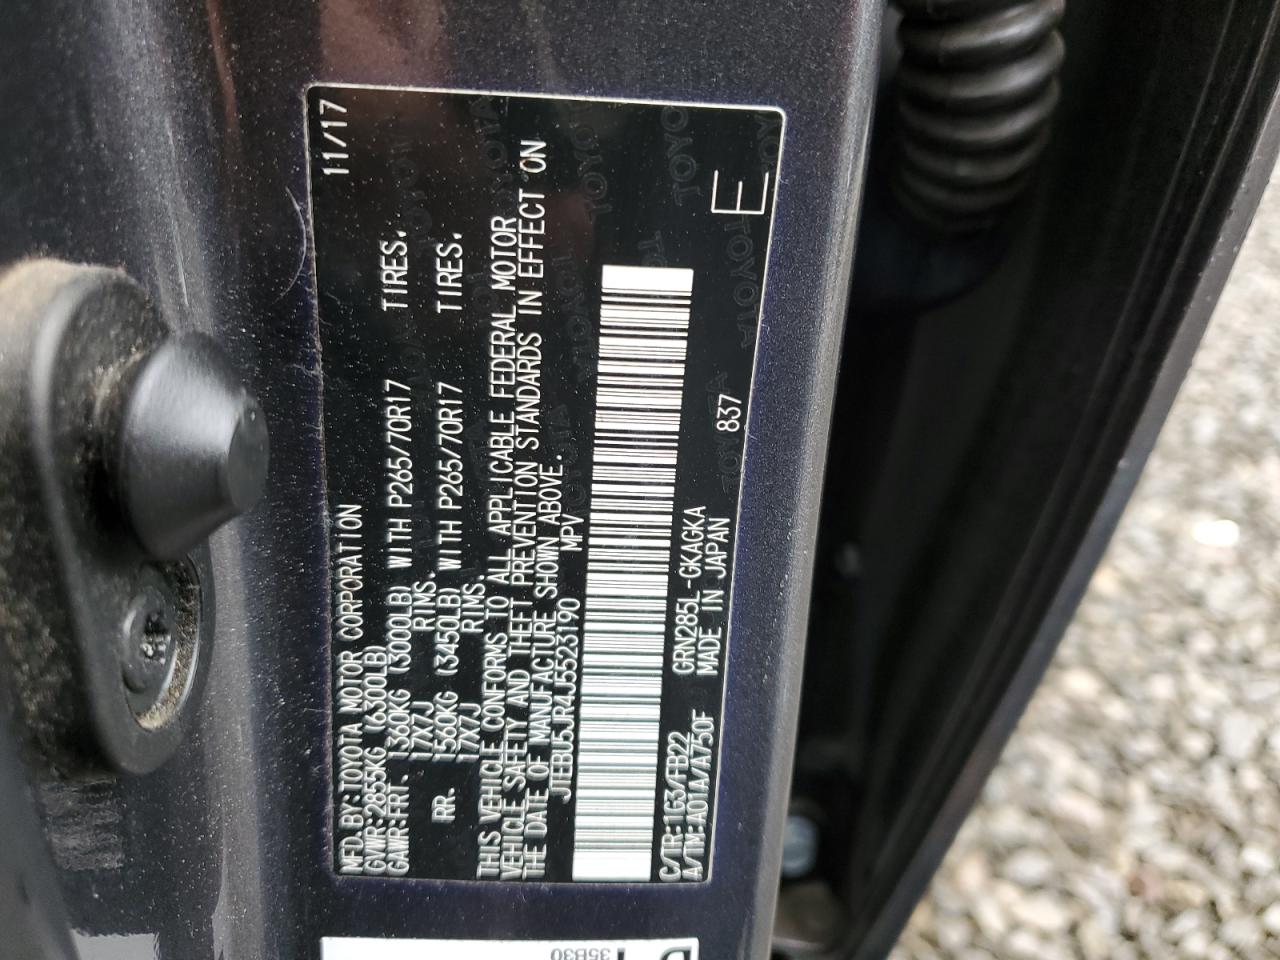 MFD.BY:TOYOTA MOTOR CORPORATION 11/17
GVWR:2855KG (6300LB)
GAWR:FRT. 1360KG (3000LB) WITH P265/70R17 TIRES.
17X7J RIMS.
RR. 1560KG (3450LB) WITH P265/70R17 TIRES.
17X7J RIMS.
THIS VEHICLE CONFORMS TO ALL APPLICABLE FEDERAL MOTOR
VEHICLE SAFETY AND THEFT PREVENTION STANDARDS IN EFFECT ON
THE DATE OF MANUFACTURE SHOWN ABOVE.
JTEBU5JR4J5523190 MPV
C/TR:1G3/FB22 GRN285L-GKAGKA
A/TM:A01A/A750F MADE IN JAPAN 837 E
35B30